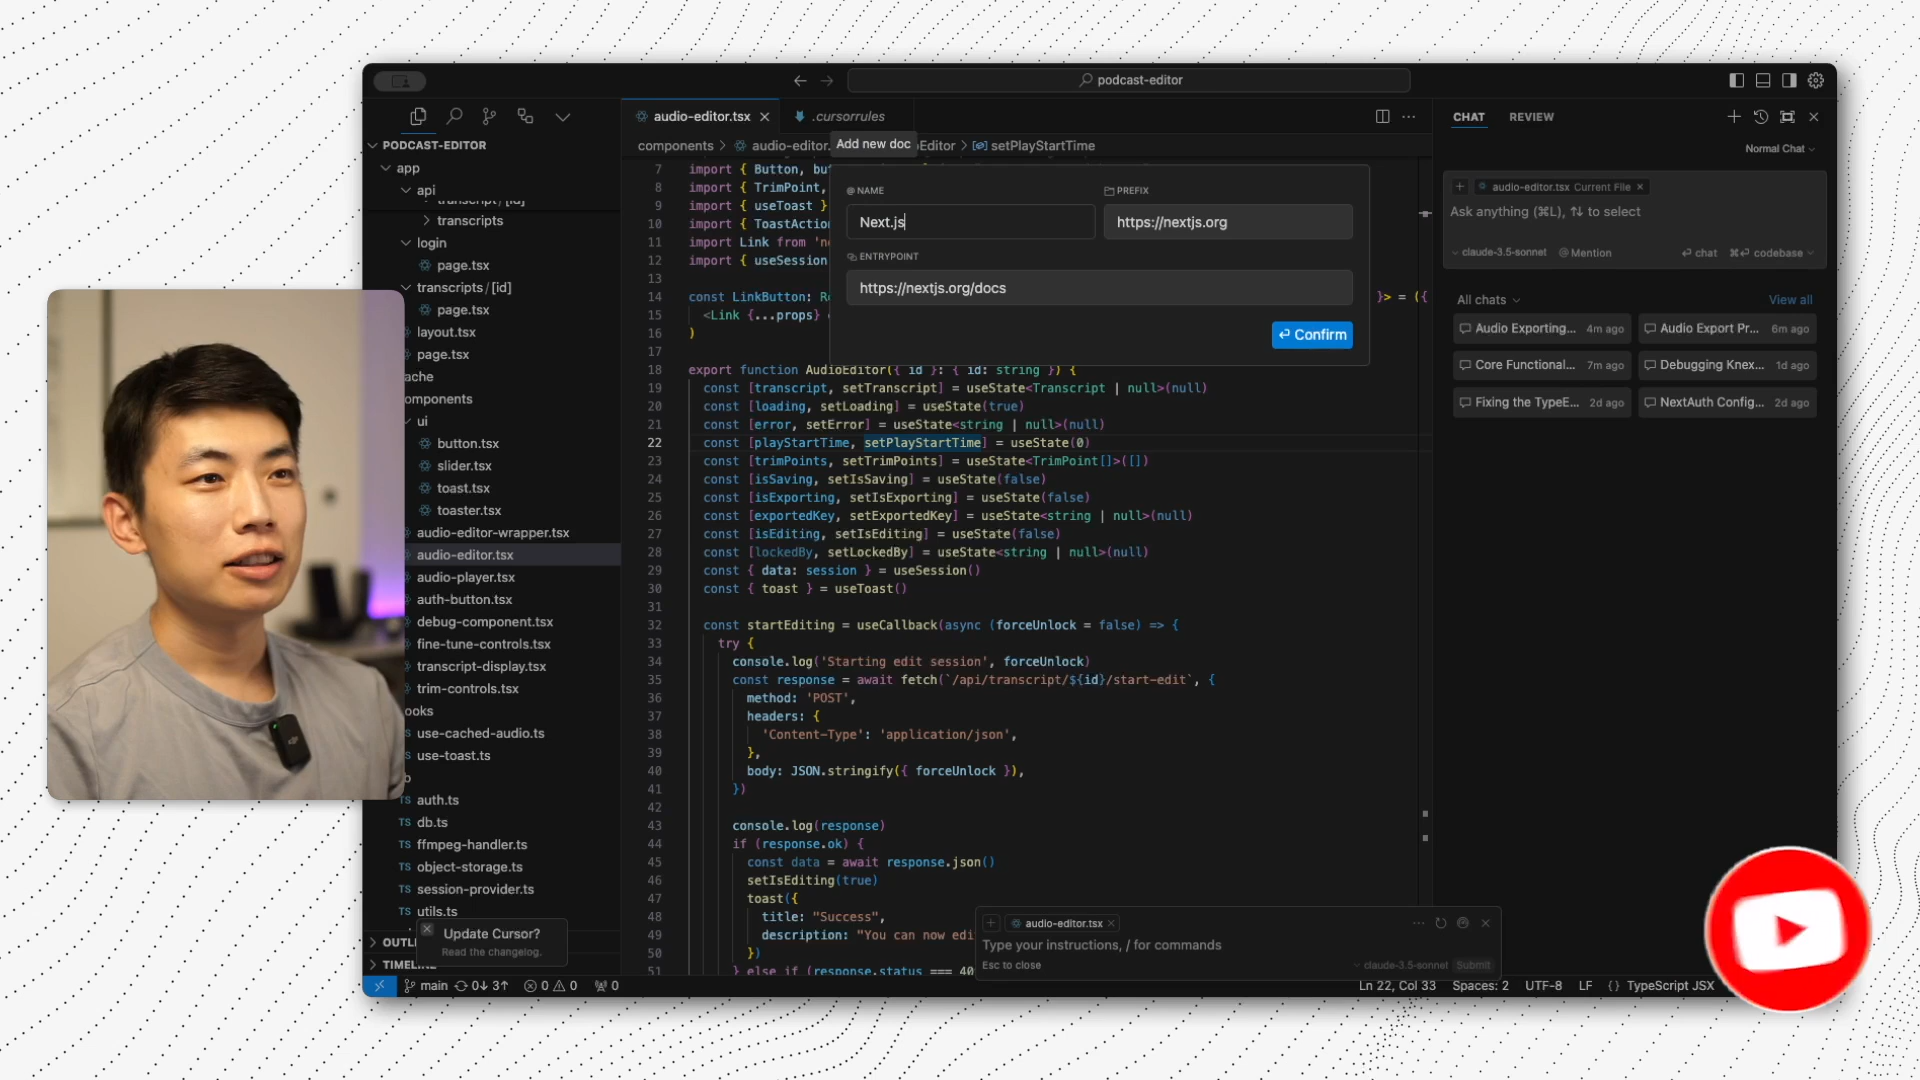 podcast-editor
PODCAST-EDITOR
app
api
transcript/[id]
transcripts
login
page.tsx
transcripts/[id]
page.tsx
layout.tsx
page.tsx
ache
omponents
ui
button.tsx
slider.tsx
toast.tsx
toaster.tsx
audio-editor-wrapper.tsx
audio-editor.tsx
audio-player.tsx
auth-button.tsx
debug-component.tsx
fine-tune-controls.tsx
transcript-display.tsx
trim-controls.tsx
ooks
use-cached-audio.ts
use-toast.ts
b
TS auth.ts
TS db.ts
TS ffmpeg-handler.ts
TS object-storage.ts
TS session-provider.ts
TS utils.ts
OUTLI
TIMELINE
Update Cursor?
Read the changelog.
audio-editor.tsx
.cursorrules
components > audio-editor. Editor > setPlayStartTime
Add new doc
NAME
PREFIX
Next.js
https://nextjs.org
ENTRYPOINT
https://nextjs.org/docs
Confirm
7 import { Button, but
8 import { TrimPoint,
9 import { useToast }
10 import { ToastAction
11 import Link from 'ne
12 import { useSession
13
14 const LinkButton: Re }> = ({
15 <Link {...props}
16 )
17
18 export function AudioEditor({ id }: { id: string }) {
19 const [transcript, setTranscript] = useState<Transcript | null>(null)
20 const [loading, setLoading] = useState(true)
21 const [error, setError] = useState<string | null>(null)
22 const [playStartTime, setPlayStartTime] = useState(0)
23 const [trimPoints, setTrimPoints] = useState<TrimPoint[]>([])
24 const [isSaving, setIsSaving] = useState(false)
25 const [isExporting, setIsExporting] = useState(false)
26 const [exportedKey, setExportedKey] = useState<string | null>(null)
27 const [isEditing, setIsEditing] = useState(false)
28 const [lockedBy, setLockedBy] = useState<string | null>(null)
29 const { data: session } = useSession()
30 const { toast } = useToast()
31
32 const startEditing = useCallback(async (forceUnlock = false) => {
33 try {
34 console.log('Starting edit session', forceUnlock)
35 const response = await fetch(`/api/transcript/${id}/start-edit`, {
36 method: 'POST',
37 headers: {
38 'Content-Type': 'application/json',
39 },
40 body: JSON.stringify({ forceUnlock }),
41 })
42
43 console.log(response)
44 if (response.ok) {
45 const data = await response.json()
46 setIsEditing(true)
47 toast({
48 title: "Success",
49 description: "You can now edi
50 })
51 } else if (response.status === 40
audio-editor.tsx
Type your instructions, / for commands
Esc to close
claude-3.5-sonnet Submit
CHAT
REVIEW
Normal Chat
audio-editor.tsx Current File
Ask anything (⌘L), ⇅ to select
claude-3.5-sonnet @ Mention
⏎ chat ⌘⏎ codebase
All chats
View all
Audio Exporting... 4m ago
Audio Export Pr... 6m ago
Core Functional... 7m ago
Debugging Knex... 1d ago
Fixing the TypeE... 2d ago
NextAuth Config... 2d ago
main 0↓ 3↑ 0 0 0
Ln 22, Col 33 Spaces: 2 UTF-8 LF {} TypeScript JSX